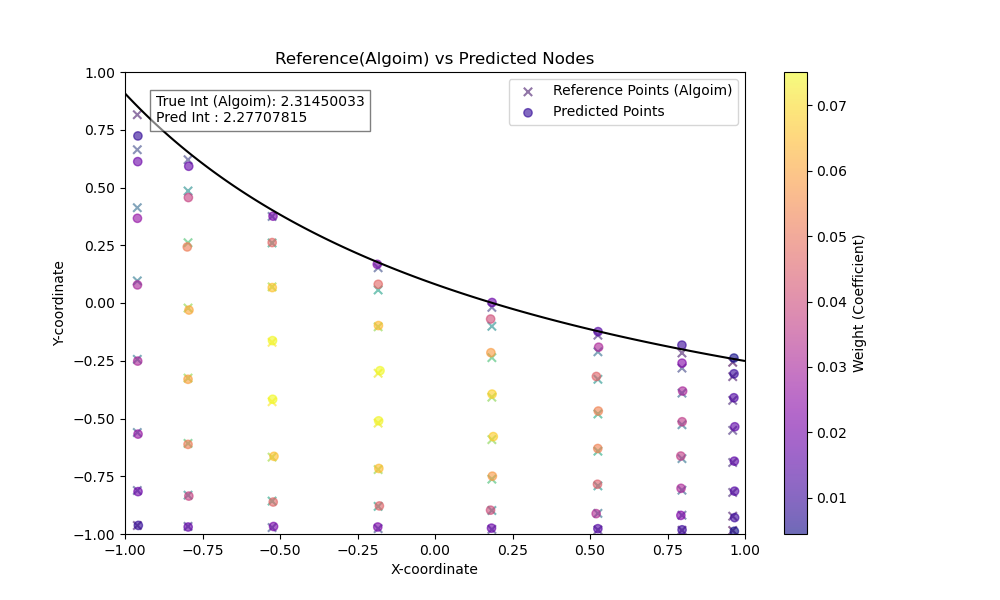 Reference(Algoim) vs Predicted Nodes
True Int (Algoim): 2.31450033
Pred Int : 2.27707815
Reference Points (Algoim)
Predicted Points
Y-coordinate
1.00
0.75
0.50
0.25
0.00
−0.25
−0.50
−0.75
−1.00
−1.00 −0.75 −0.50 −0.25 0.00 0.25 0.50 0.75 1.00
X-coordinate
0.07
0.06
0.05
0.04
0.03
0.02
0.01
Weight (Coefficient)